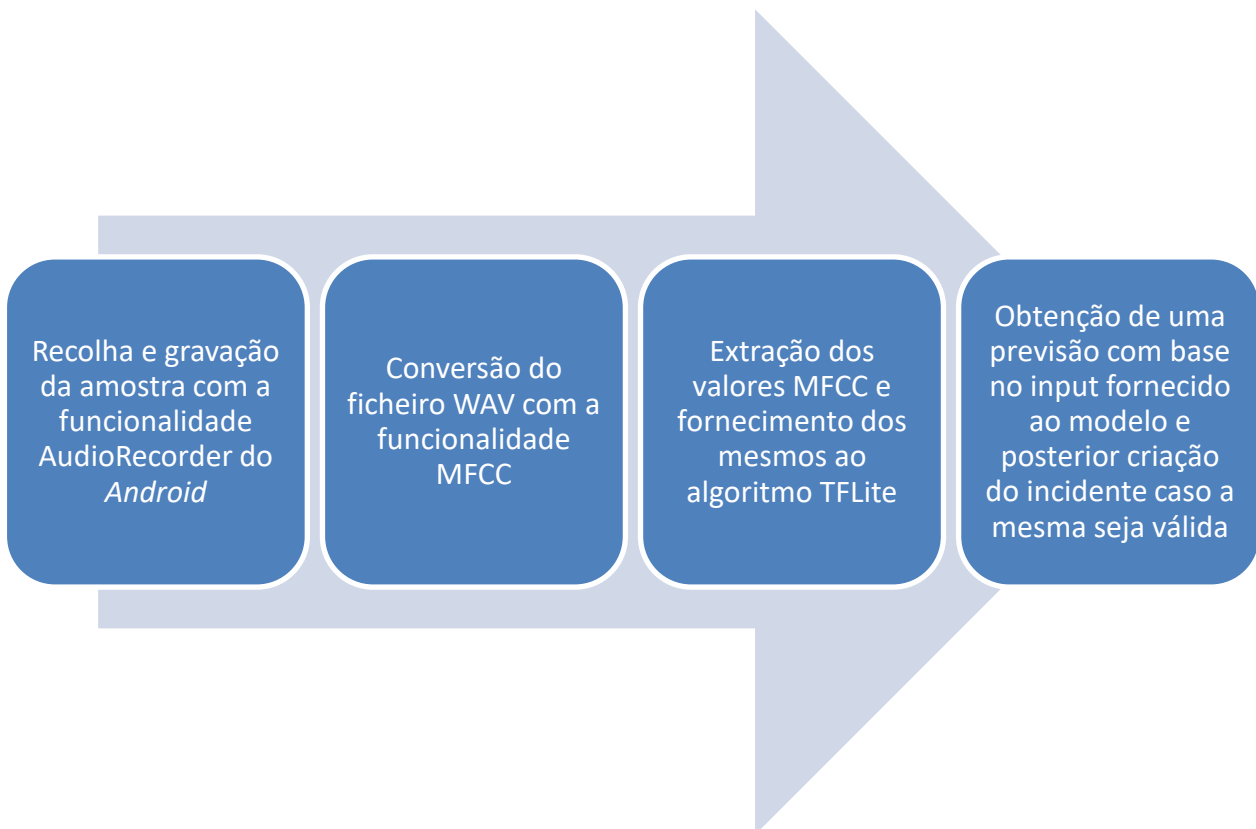 Recolha e gravação
da amostra com a
funcionalidade
AudioRecorder do
Android
Conversão do
ficheiro WAV com a
funcionalidade
MFCC
Extração dos
valores MFCC e
fornecimento dos
mesmos ao
algoritmo TFLite
Obtenção de uma
previsão com base
no input fornecido
ao modelo e
posterior criação
do incidente caso a
mesma seja válida